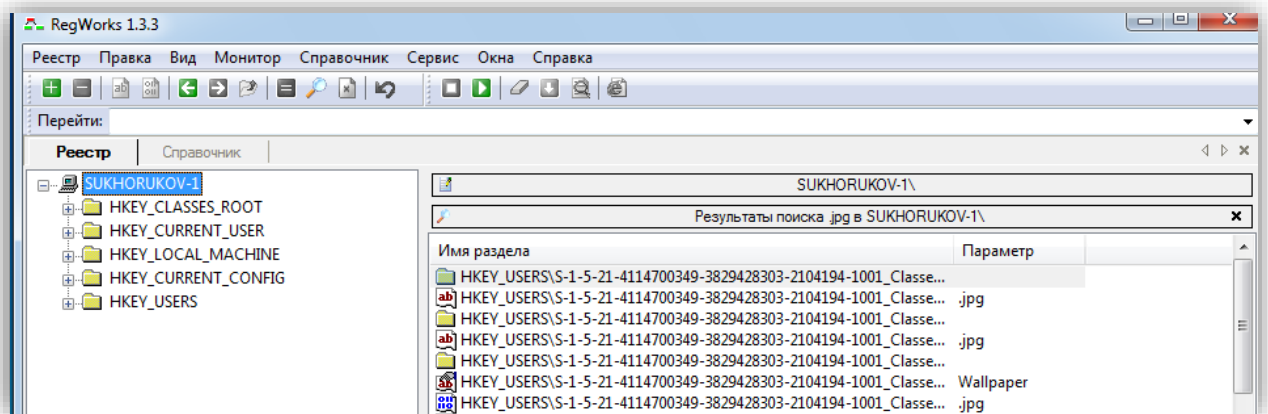 RegWorks 1.3.3
Реестр Правка Вид Монитор Справочник Сервис Окна Справка
Перейти:
Реестр Справочник
SUKHORUKOV-1
HKEY_CLASSES_ROOT
HKEY_CURRENT_USER
HKEY_LOCAL_MACHINE
HKEY_CURRENT_CONFIG
HKEY_USERS
SUKHORUKOV-1\
Результаты поиска .jpg в SUKHORUKOV-1\
Имя раздела Параметр
HKEY_USERS\S-1-5-21-4114700349-3829428303-2104194-1001_Classe...
HKEY_USERS\S-1-5-21-4114700349-3829428303-2104194-1001_Classe... .jpg
HKEY_USERS\S-1-5-21-4114700349-3829428303-2104194-1001_Classe...
HKEY_USERS\S-1-5-21-4114700349-3829428303-2104194-1001_Classe... .jpg
HKEY_USERS\S-1-5-21-4114700349-3829428303-2104194-1001_Classe...
HKEY_USERS\S-1-5-21-4114700349-3829428303-2104194-1001_Classe... Wallpaper
HKEY_USERS\S-1-5-21-4114700349-3829428303-2104194-1001_Classe... .jpg